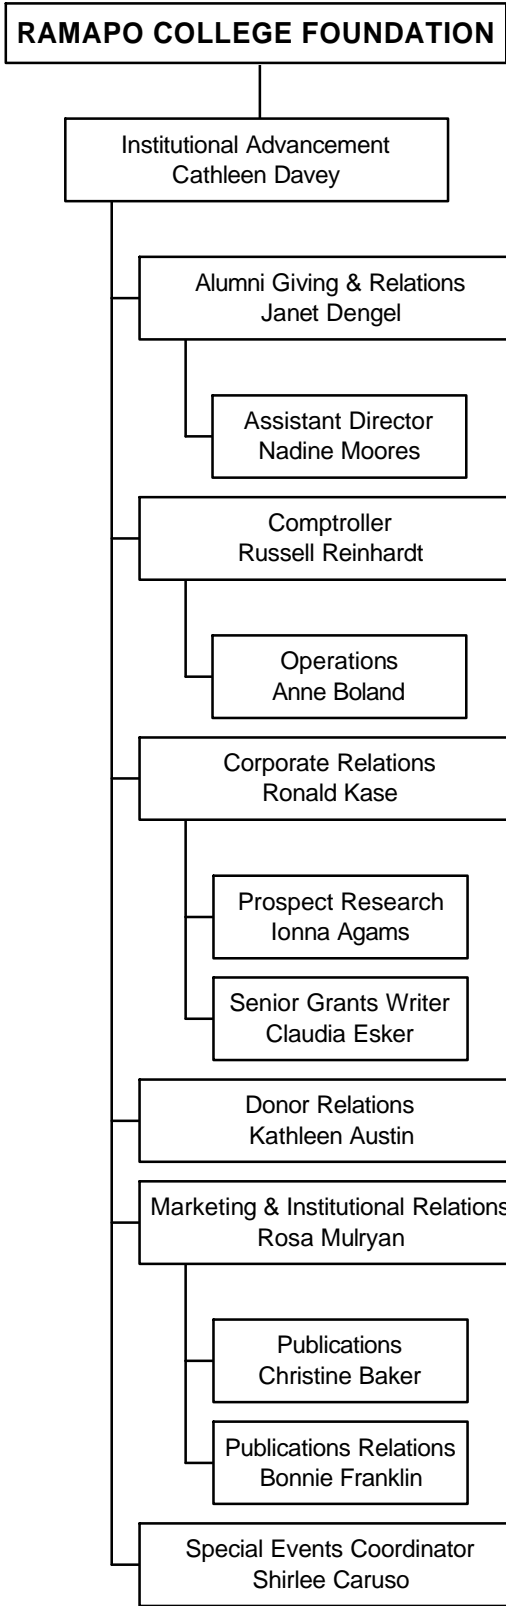 RAMAPO COLLEGE FOUNDATION
Institutional Advancement
Cathleen Davey
Alumni Giving & Relations
Janet Dengel
Assistant Director
Nadine Moores
Comptroller
Russell Reinhardt
Operations
Anne Boland
Corporate Relations
Ronald Kase
Prospect Research
Ionna Agams
Senior Grants Writer
Claudia Esker
Donor Relations
Kathleen Austin
Marketing & Institutional Relations
Rosa Mulryan
Publications
Christine Baker
Publications Relations
Bonnie Franklin
Special Events Coordinator
Shirlee Caruso